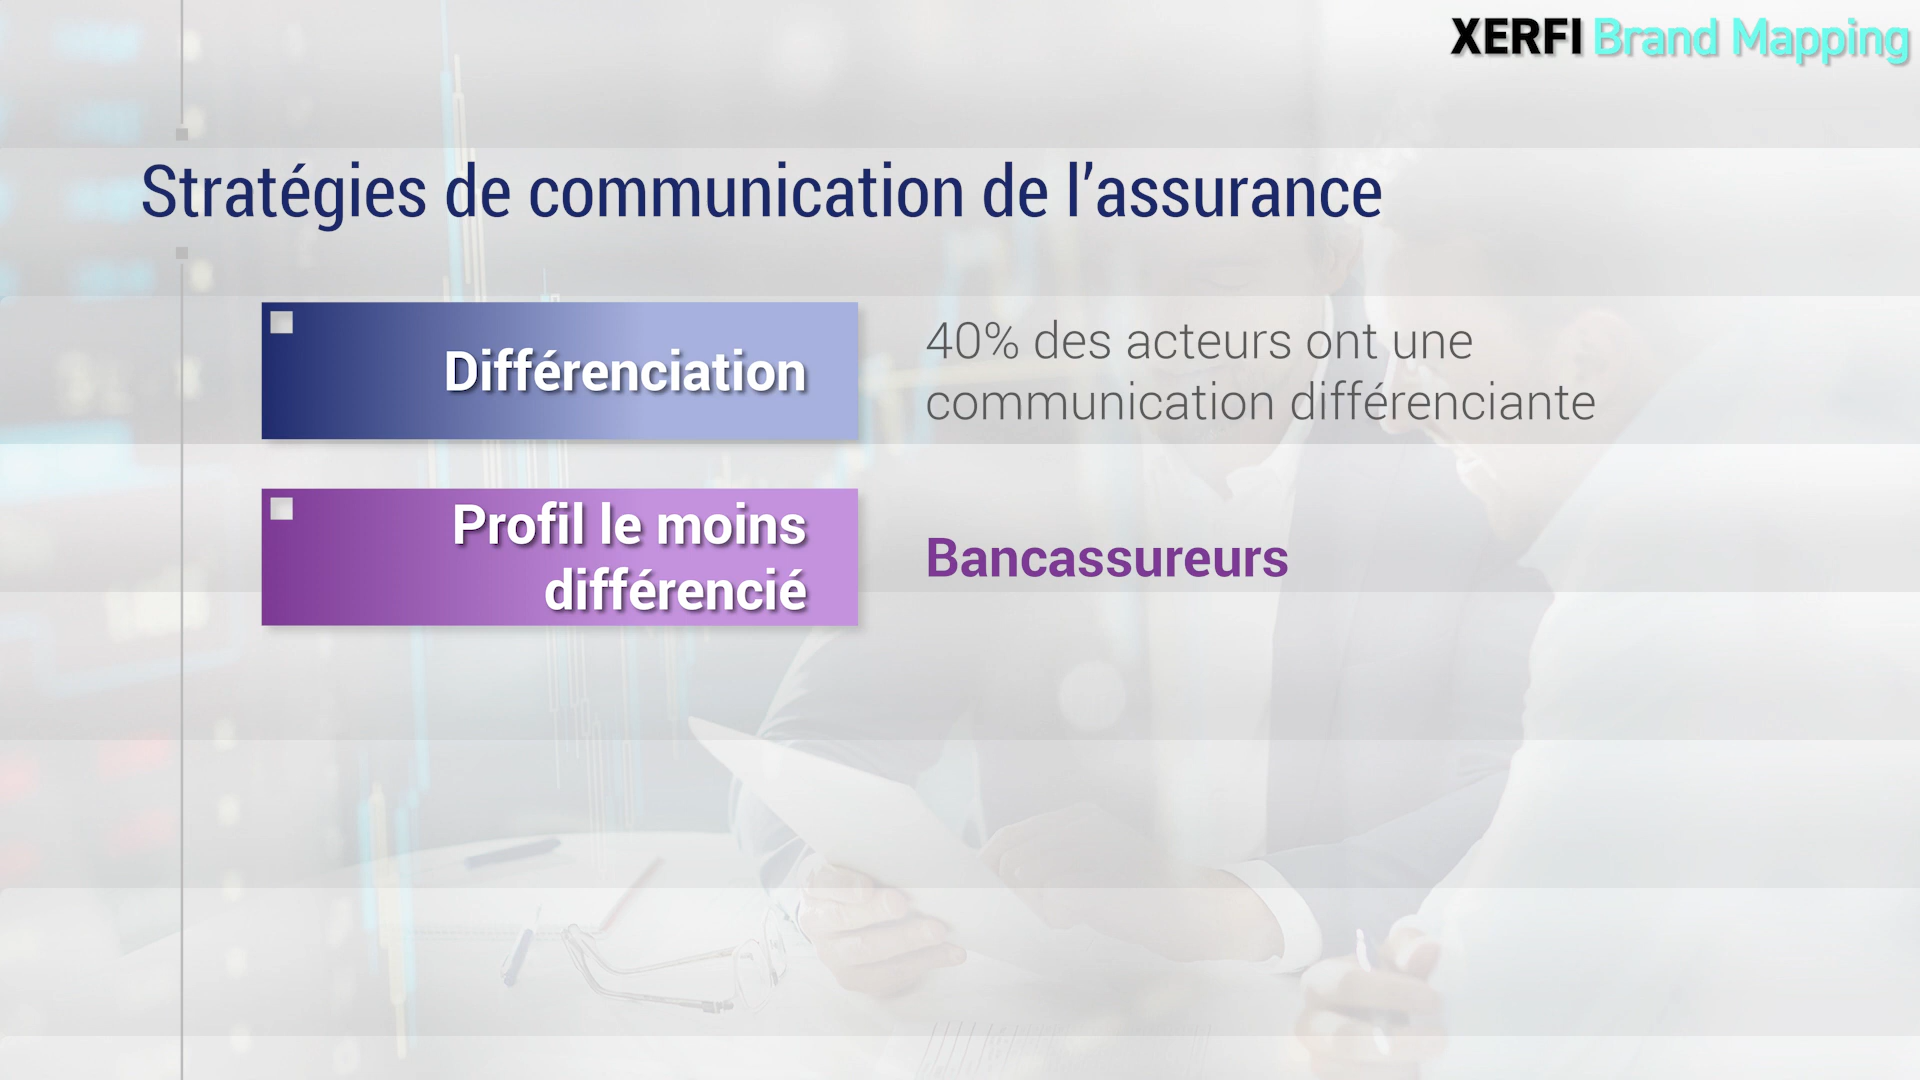 XERFI Brand Mapping
Stratégies de communication de l’assurance
Différenciation
40% des acteurs ont une
communication différenciante
Profil le moins
différencié
Bancassureurs